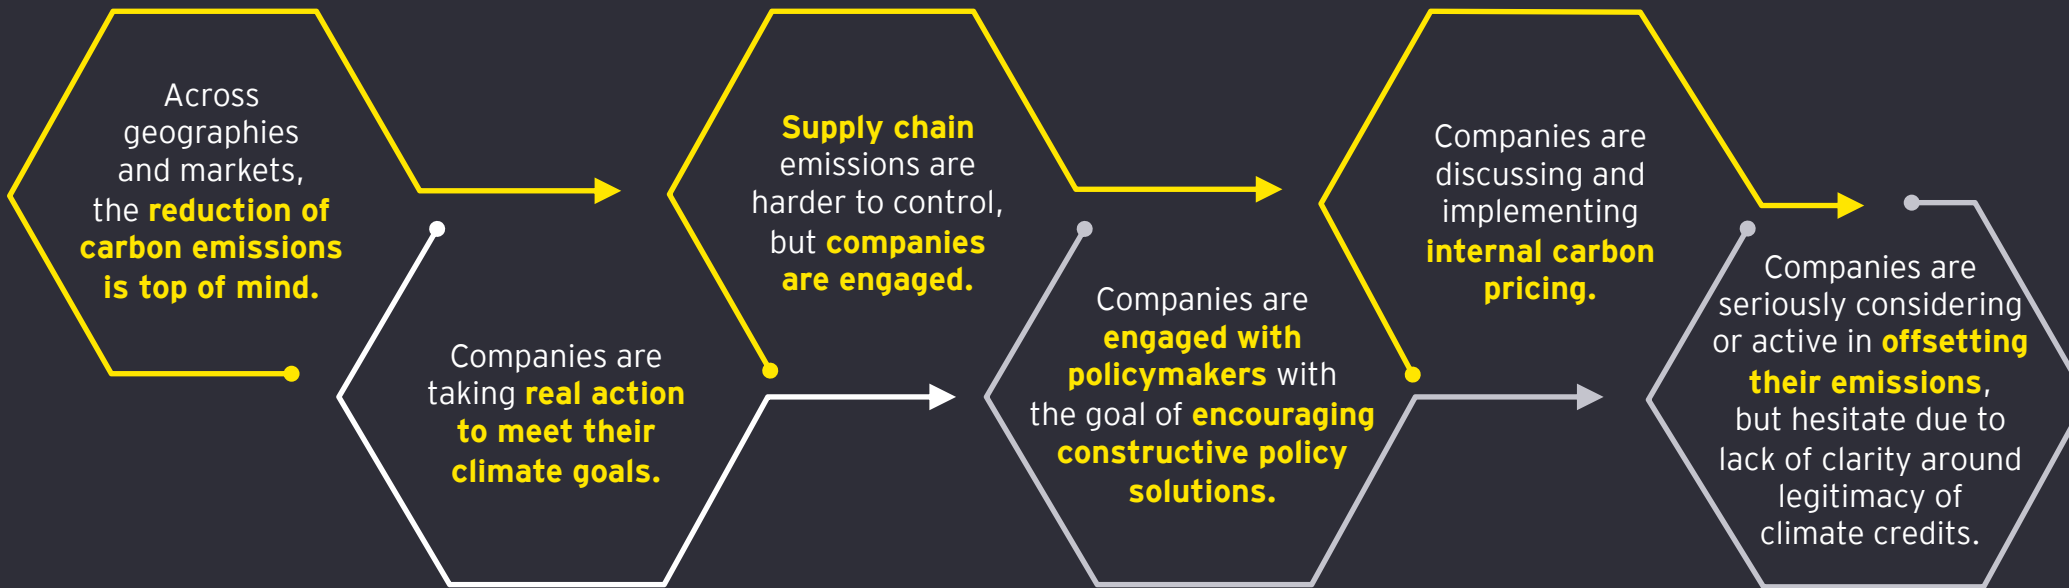 Across
geographies
and markets,
the reduction of
carbon emissions
is top of mind.
Companies are
taking real action
to meet their
climate goals.
Supply chain
emissions are
harder to control,
but companies
are engaged.
Companies are
engaged with
policymakers with
the goal of encouraging
constructive policy
solutions.
Companies are
discussing and
implementing
internal carbon
pricing.
Companies are
seriously considering
or active in offsetting
their emissions,
but hesitate due to
lack of clarity around
legitimacy of
climate credits.